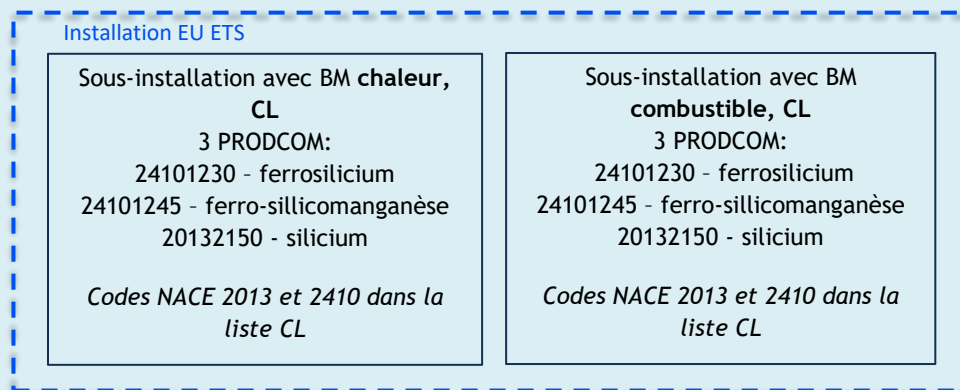 Installation EU ETS
Sous-installation avec BM chaleur,
CL
3 PRODCOM:
24101230 – ferrosilicium
24101245 – ferro-sillicomanganèse
20132150 - silicium
Codes NACE 2013 et 2410 dans la
liste CL
Sous-installation avec BM
combustible, CL
3 PRODCOM:
24101230 – ferrosilicium
24101245 – ferro-sillicomanganèse
20132150 - silicium
Codes NACE 2013 et 2410 dans la
liste CL